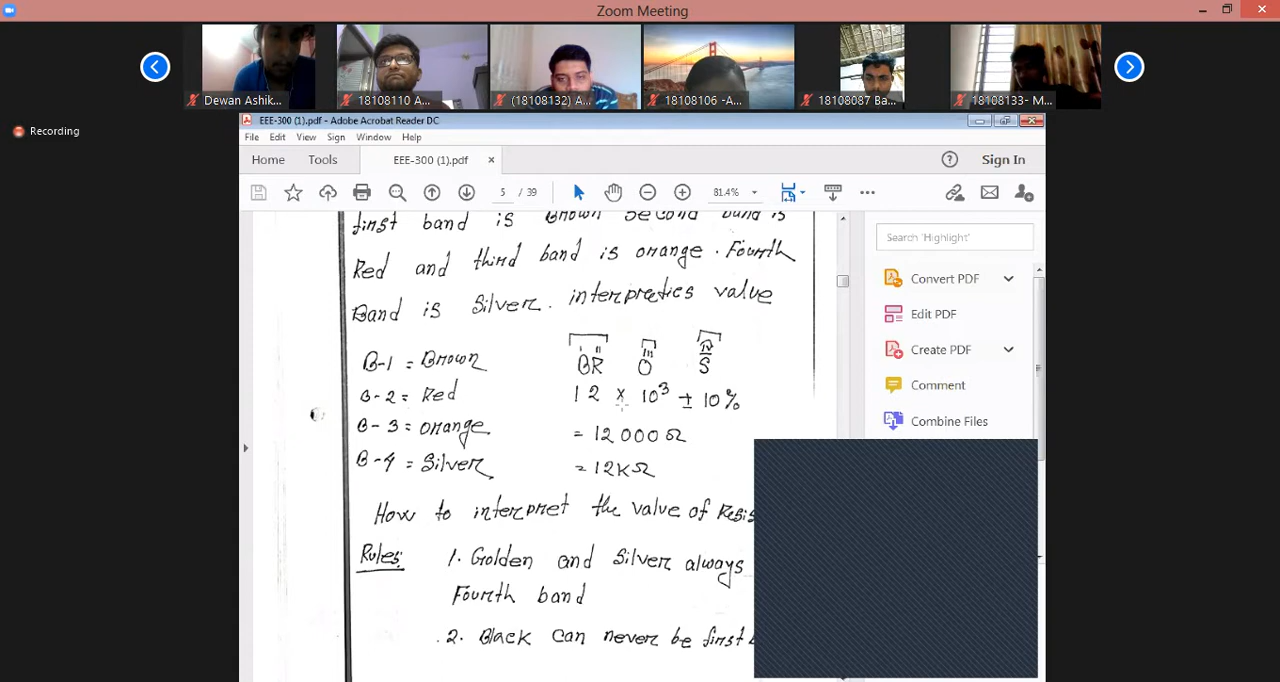 Zoom Meeting
Dewan Ashik...
18108110 A...
(18108132) A...
18108106 -A...
18108087 Ba...
18108133- M...
Recording
EEE-300 (1).pdf - Adobe Acrobat Reader DC
File Edit View Sign Window Help
Home Tools EEE-300 (1).pdf × Sign In
5 / 39 81.4%
first band is Brown second band is
Red and third band is orange. Fourth
Band is Silver. interpreties value
B-1 = Brown
B-2 = Red
B-3 = orange
B-4 = Silver
I II III IV
BR O S
12 × 10³ ± 10%
= 12000 Ω
= 12KΩ
How to interpret the value of Resis
Rules: 1. Golden and Silver always
Fourth band
2. Black can never be first
Search 'Highlight'
Convert PDF
Edit PDF
Create PDF
Comment
Combine Files